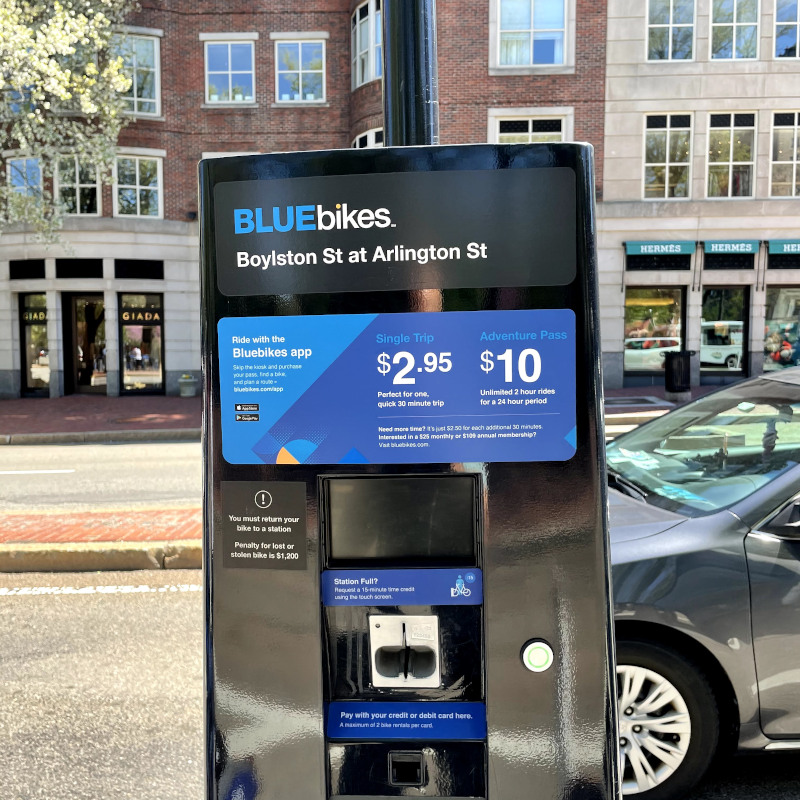 BLUEbikes
Boylston St at Arlington St
Ride with the
Bluebikes app
Skip the kiosk and purchase
your pass, find a bike,
and plan a route –
bluebikes.com/app
App Store
Google Play
Single Trip
$2.95
Perfect for one,
quick 30 minute trip
Adventure Pass
$10
Unlimited 2 hour rides
for a 24 hour period
Need more time? It's just $2.50 for each additional 30 minutes.
Interested in a $25 monthly or $109 annual membership?
Visit bluebikes.com.
!
You must return your
bike to a station
Penalty for lost or
stolen bike is $1,200
Station Full?
Request a 15-minute time credit
using the touch screen.
+15
Pay with your credit or debit card here.
A maximum of 2 bike rentals per card.
GIADA
GIADA
HERMÈS
HERMÈS